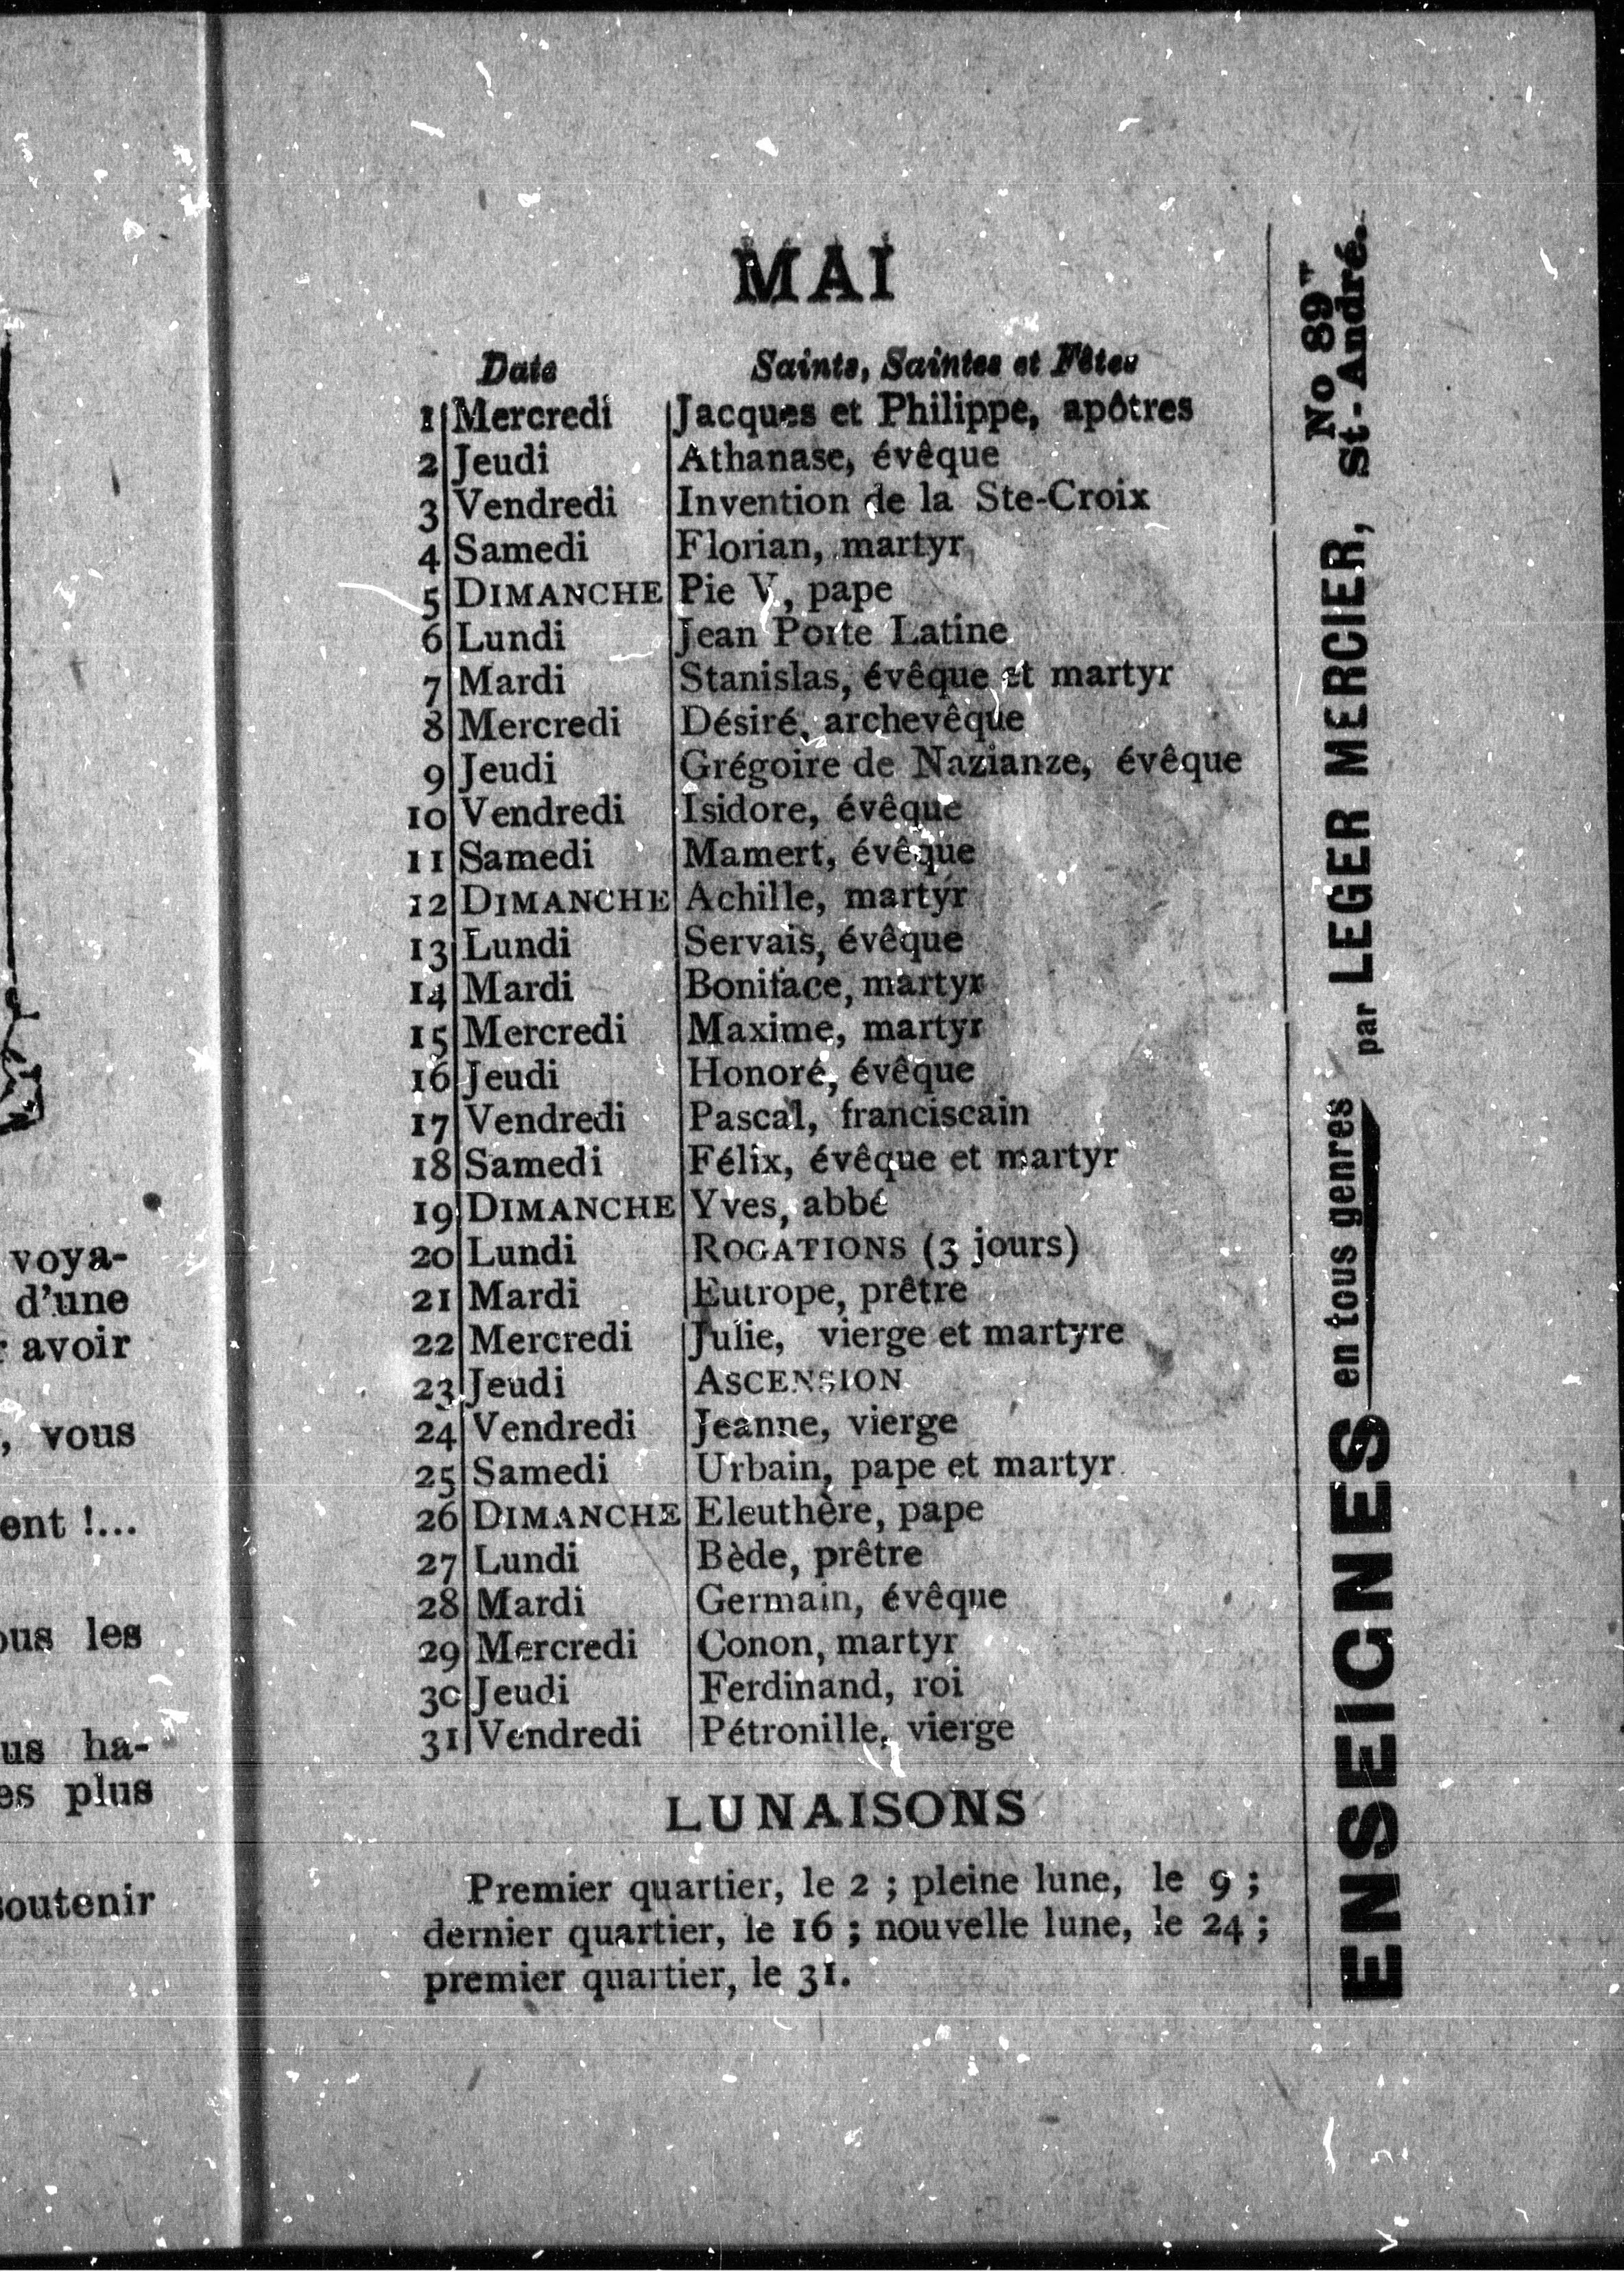 voya-
d'une
avoir
, vous
ent !...
ous les
us ha-
es plus
soutenir
MAI
Date Saints, Saintes et Fêtes
1 Mercredi Jacques et Philippe, apôtres
2 Jeudi Athanase, évêque
3 Vendredi Invention de la Ste-Croix
4 Samedi Florian, martyr
5 DIMANCHE Pie V, pape
6 Lundi Jean Porte Latine
7 Mardi Stanislas, évêque et martyr
8 Mercredi Désiré, archevêque
9 Jeudi Grégoire de Nazianze, évêque
10 Vendredi Isidore, évêque
11 Samedi Mamert, évêque
12 DIMANCHE Achille, martyr
13 Lundi Servais, évêque
14 Mardi Boniface, martyr
15 Mercredi Maxime, martyr
16 Jeudi Honoré, évêque
17 Vendredi Pascal, franciscain
18 Samedi Félix, évêque et martyr
19 DIMANCHE Yves, abbé
20 Lundi ROGATIONS (3 jours)
21 Mardi Eutrope, prêtre
22 Mercredi Julie, vierge et martyre
23 Jeudi ASCENSION
24 Vendredi Jeanne, vierge
25 Samedi Urbain, pape et martyr
26 DIMANCHE Eleuthère, pape
27 Lundi Bède, prêtre
28 Mardi Germain, évêque
29 Mercredi Conon, martyr
30 Jeudi Ferdinand, roi
31 Vendredi Pétronille, vierge
LUNAISONS
Premier quartier, le 2 ; pleine lune, le 9 ;
dernier quartier, le 16 ; nouvelle lune, le 24 ;
premier quartier, le 31.
ENSEIGNES en tous genres par LEGER MERCIER, No 89
St-André.